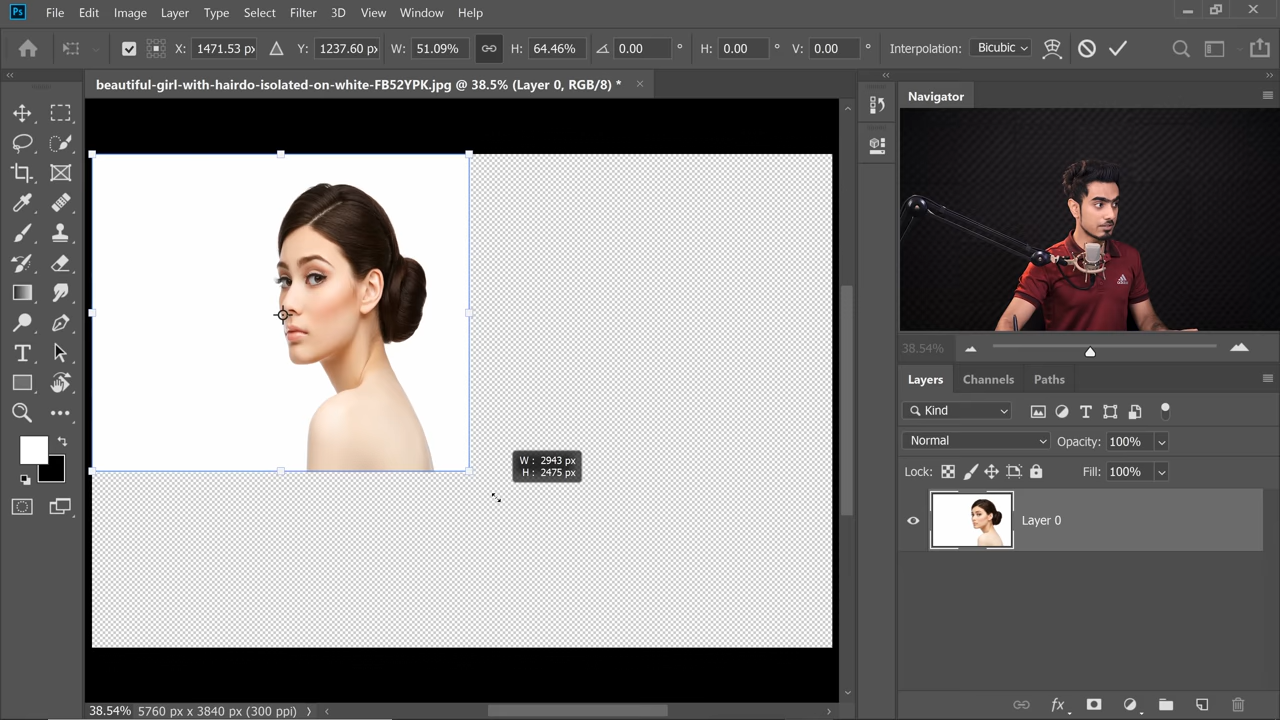 Ps File Edit Image Layer Type Select Filter 3D View Window Help
X: 1471.53 px Y: 1237.60 px W: 51.09% H: 64.46% 0.00 ° H: 0.00 ° V: 0.00 ° Interpolation: Bicubic
beautiful-girl-with-hairdo-isolated-on-white-FB52YPK.jpg @ 38.5% (Layer 0, RGB/8) *
Navigator
38.54%
Layers Channels Paths
Kind
Normal Opacity: 100%
Lock: Fill: 100%
W : 2943 px
H : 2475 px
Layer 0
38.54% 5760 px x 3840 px (300 ppi)